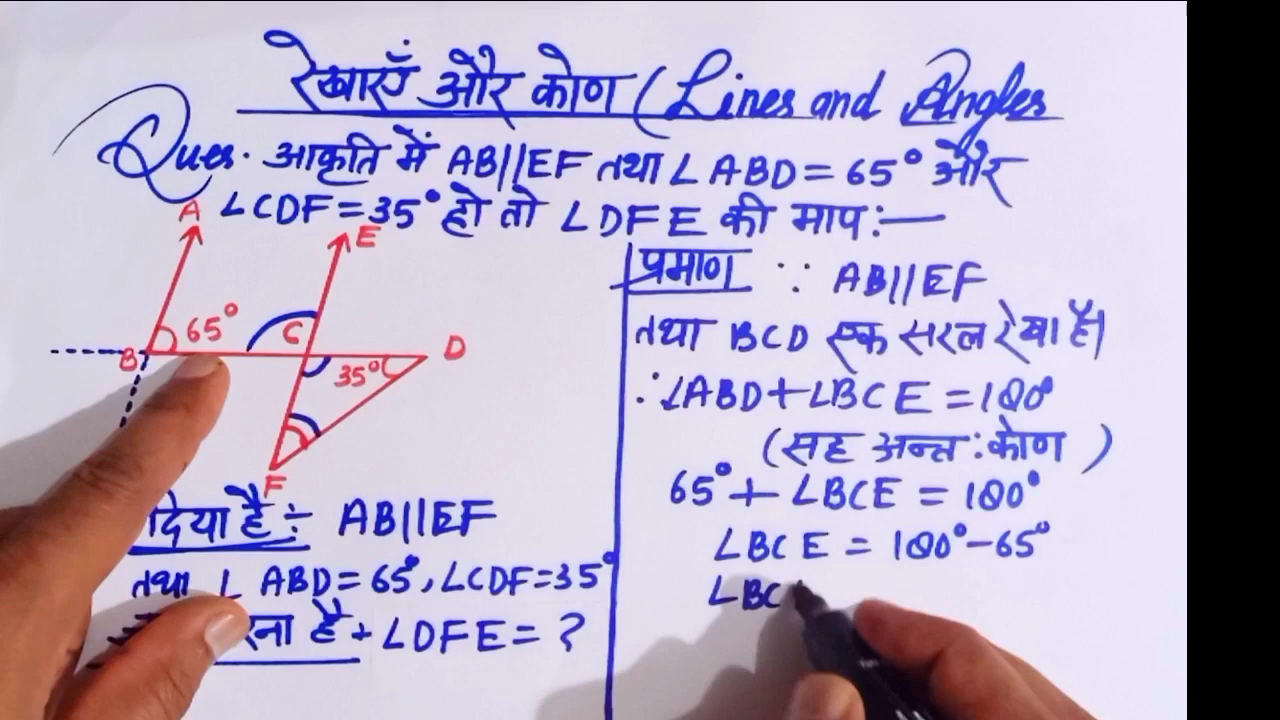 रेखाएँ और कोण (Lines and Angles
Ques. आकृति में AB||EF तथा ∠ABD = 65° और
∠CDF = 35° हो तो ∠DFE की माप :—
A
E
65°
C
B
D
35°
F
दिया है :- AB||EF
तथा ∠ABD = 65°, ∠CDF = 35°
है - ∠DFE = ?
प्रमाण ∵ AB||EF
तथा BCD एक सरल रेखा है।
∴ ∠ABD + ∠BCE = 180°
(सह अन्त: कोण)
65° + ∠BCE = 180°
∠BCE = 180° - 65°
∠BC